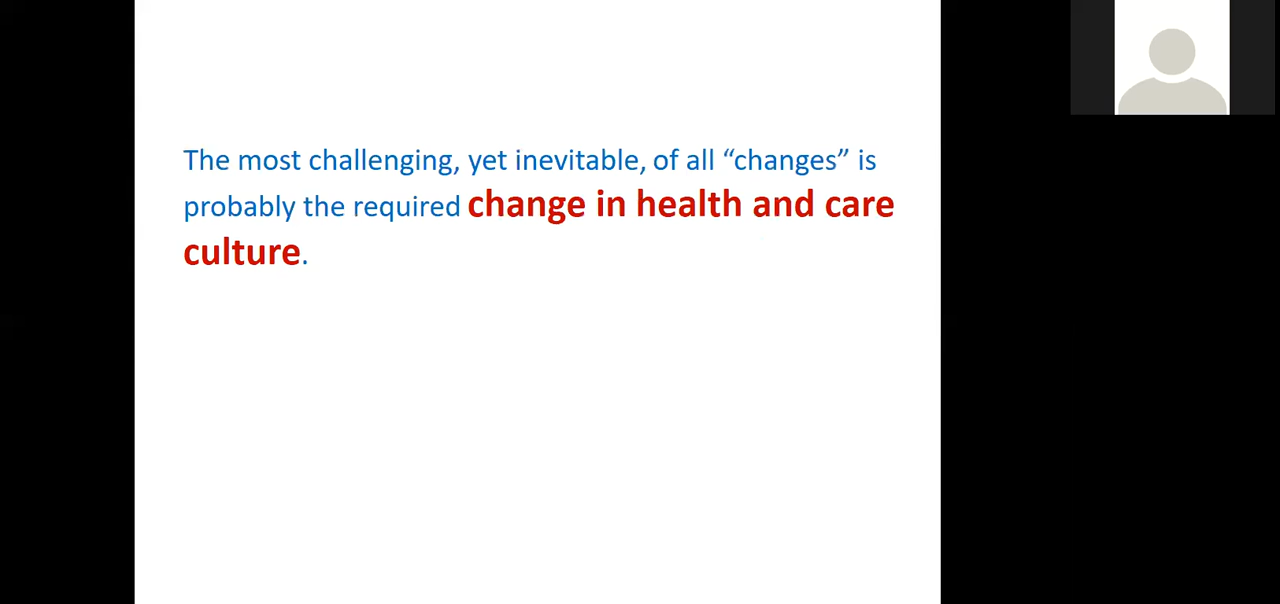 The most challenging, yet inevitable, of all “changes” is
probably the required change in health and care
culture.